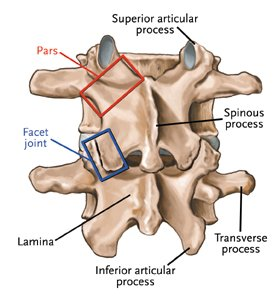 Superior articular
process
Pars
Spinous
process
Facet
joint
Lamina
Transverse
process
Inferior articular
process